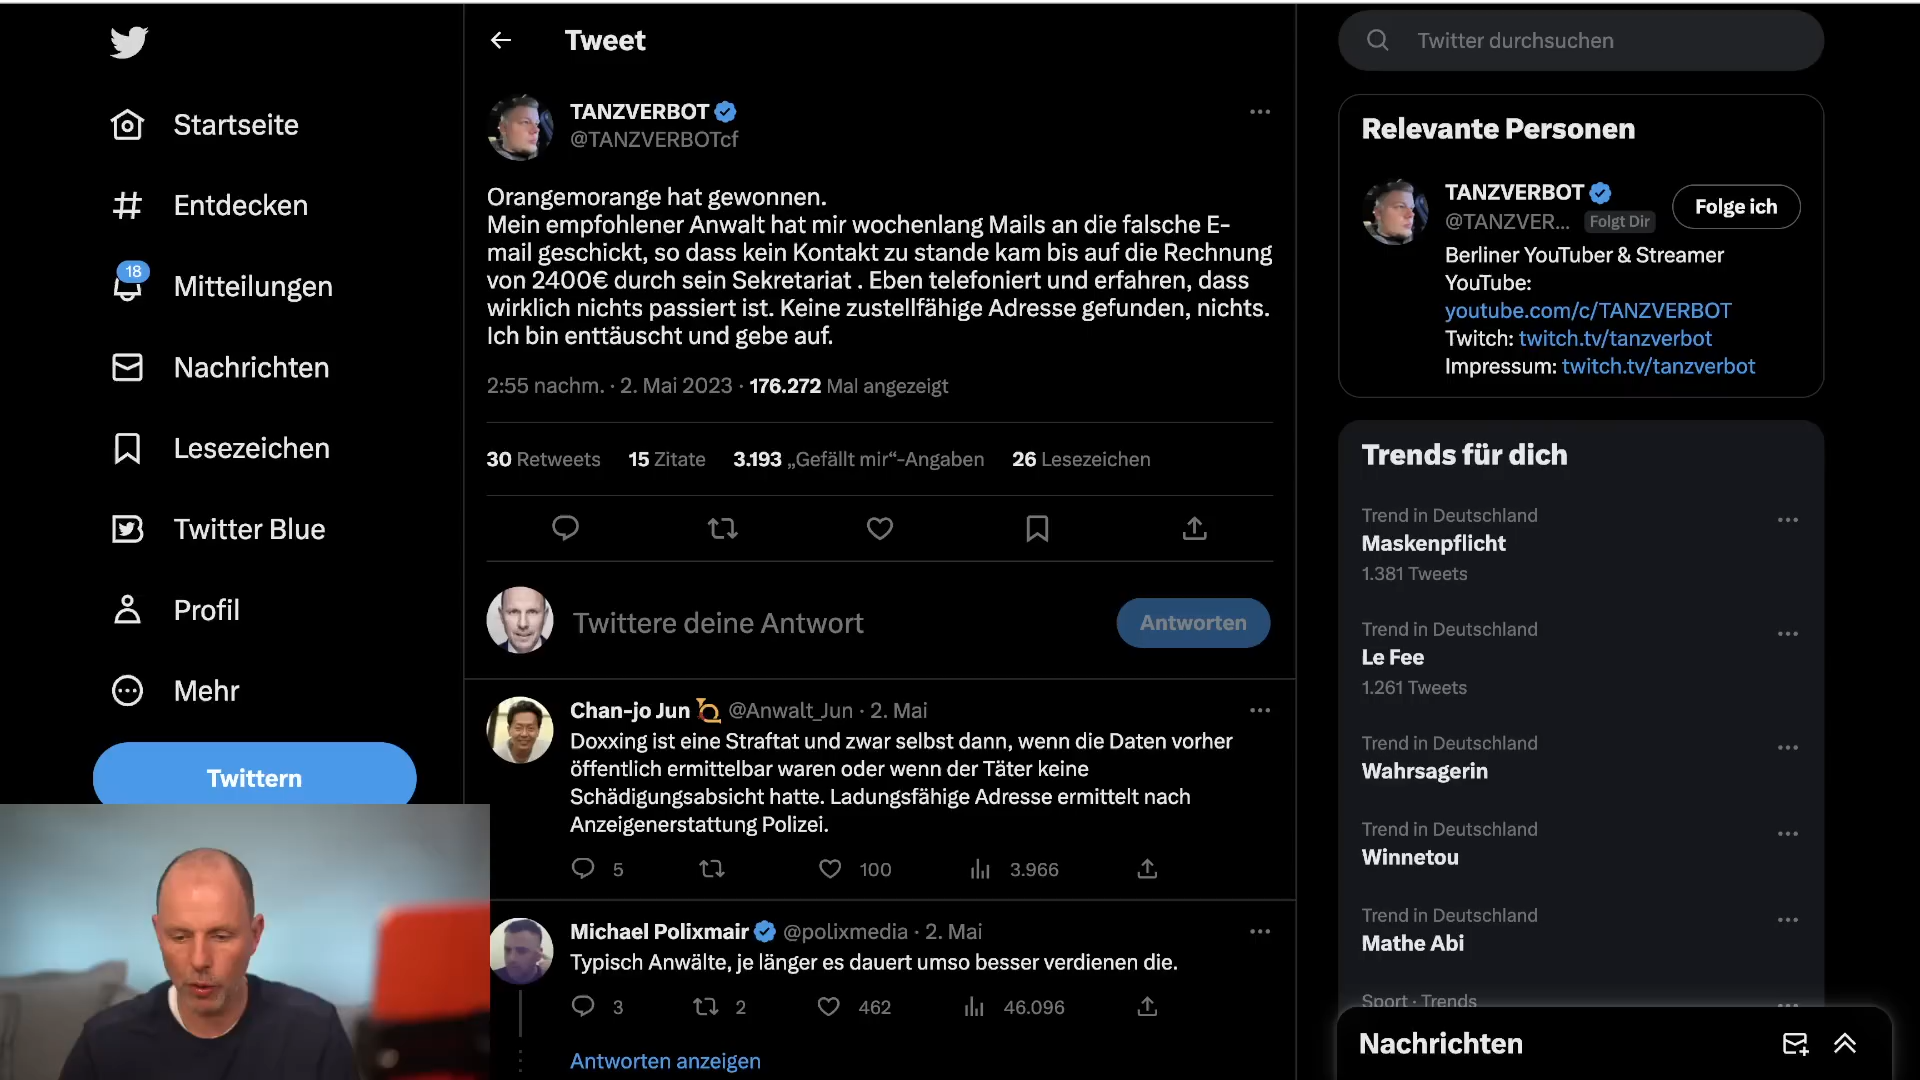 Startseite
Entdecken
18
Mitteilungen
Nachrichten
Lesezeichen
Twitter Blue
Profil
Mehr
Twittern
Tweet
TANZVERBOT
@TANZVERBOTcf
Orangemorange hat gewonnen.
Mein empfohlener Anwalt hat mir wochenlang Mails an die falsche E-
mail geschickt, so dass kein Kontakt zu stande kam bis auf die Rechnung
von 2400€ durch sein Sekretariat . Eben telefoniert und erfahren, dass
wirklich nichts passiert ist. Keine zustellfähige Adresse gefunden, nichts.
Ich bin enttäuscht und gebe auf.
2:55 nachm. · 2. Mai 2023 · 176.272 Mal angezeigt
30 Retweets 15 Zitate 3.193 „Gefällt mir“-Angaben 26 Lesezeichen
Twittere deine Antwort
Antworten
Chan-jo Jun @Anwalt_Jun · 2. Mai
Doxxing ist eine Straftat und zwar selbst dann, wenn die Daten vorher
öffentlich ermittelbar waren oder wenn der Täter keine
Schädigungsabsicht hatte. Ladungsfähige Adresse ermittelt nach
Anzeigenerstattung Polizei.
5 100 3.966
Michael Polixmair @polixmedia · 2. Mai
Typisch Anwälte, je länger es dauert umso besser verdienen die.
3 2 462 46.096
Antworten anzeigen
Twitter durchsuchen
Relevante Personen
TANZVERBOT
@TANZVER... Folgt Dir
Folge ich
Berliner YouTuber & Streamer
YouTube:
youtube.com/c/TANZVERBOT
Twitch: twitch.tv/tanzverbot
Impressum: twitch.tv/tanzverbot
Trends für dich
Trend in Deutschland
Maskenpflicht
1.381 Tweets
Trend in Deutschland
Le Fee
1.261 Tweets
Trend in Deutschland
Wahrsagerin
Trend in Deutschland
Winnetou
Trend in Deutschland
Mathe Abi
Sport · Trends
Nachrichten